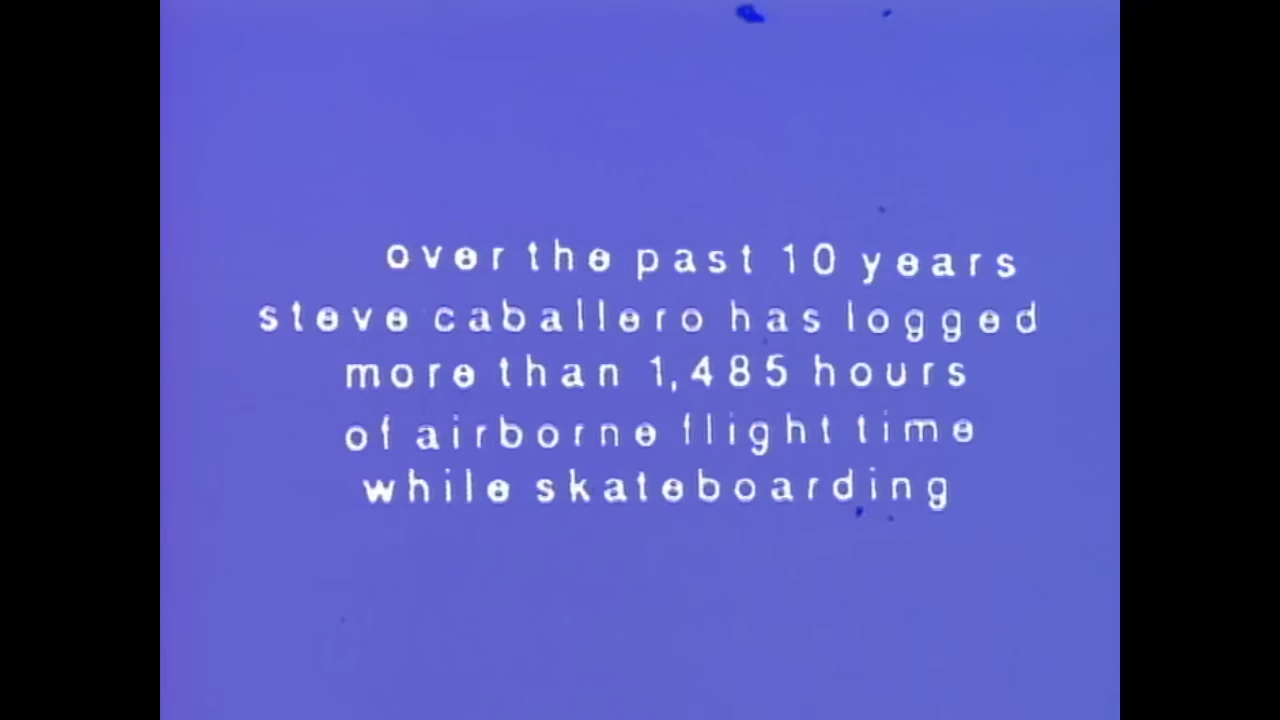 over the past 10 years
steve caballero has logged
more than 1,485 hours
of airborne flight time
while skateboarding